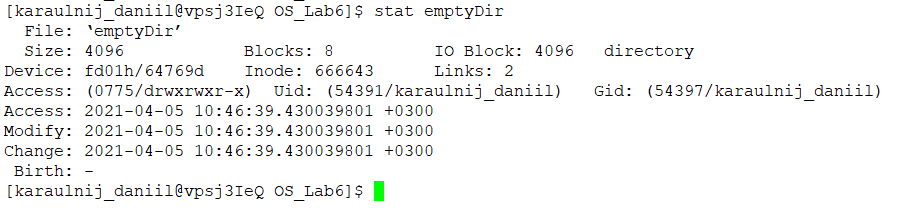 [karaulnij_daniil@vpsj3IeQ OS_Lab6]$ stat emptyDir
  File: ‘emptyDir’
  Size: 4096            Blocks: 8          IO Block: 4096   directory
Device: fd01h/64769d    Inode: 666643      Links: 2
Access: (0775/drwxrwxr-x)  Uid: (54391/karaulnij_daniil)   Gid: (54397/karaulnij_daniil)
Access: 2021-04-05 10:46:39.430039801 +0300
Modify: 2021-04-05 10:46:39.430039801 +0300
Change: 2021-04-05 10:46:39.430039801 +0300
 Birth: -
[karaulnij_daniil@vpsj3IeQ OS_Lab6]$